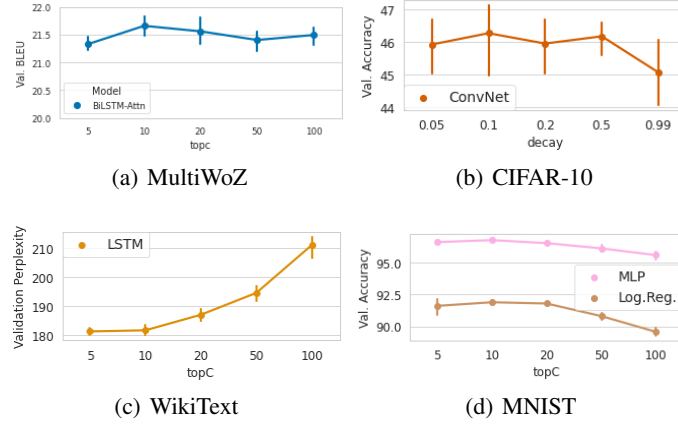 22.0
21.5
21.0
20.5
20.0
Val. BLEU
Model
BiLSTM-Attn
5 10 20 50 100
topc
(a) MultiWoZ
47
46
45
44
Val. Accuracy
ConvNet
0.05 0.1 0.2 0.5 0.99
decay
(b) CIFAR-10
210
200
190
180
Validation Perplexity
LSTM
5 10 20 50 100
topC
(c) WikiText
95.0
92.5
90.0
Val. Accuracy
MLP
Log.Reg.
5 10 20 50 100
topC
(d) MNIST